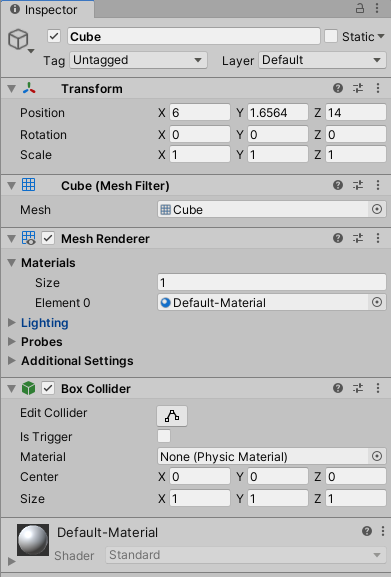 Inspector
Cube Static
Tag Untagged Layer Default
Transform
Position X 6 Y 1.6564 Z 14
Rotation X 0 Y 0 Z 0
Scale X 1 Y 1 Z 1
Cube (Mesh Filter)
Mesh Cube
Mesh Renderer
Materials
Size 1
Element 0 Default-Material
Lighting
Probes
Additional Settings
Box Collider
Edit Collider
Is Trigger
Material None (Physic Material)
Center X 0 Y 0 Z 0
Size X 1 Y 1 Z 1
Default-Material
Shader Standard